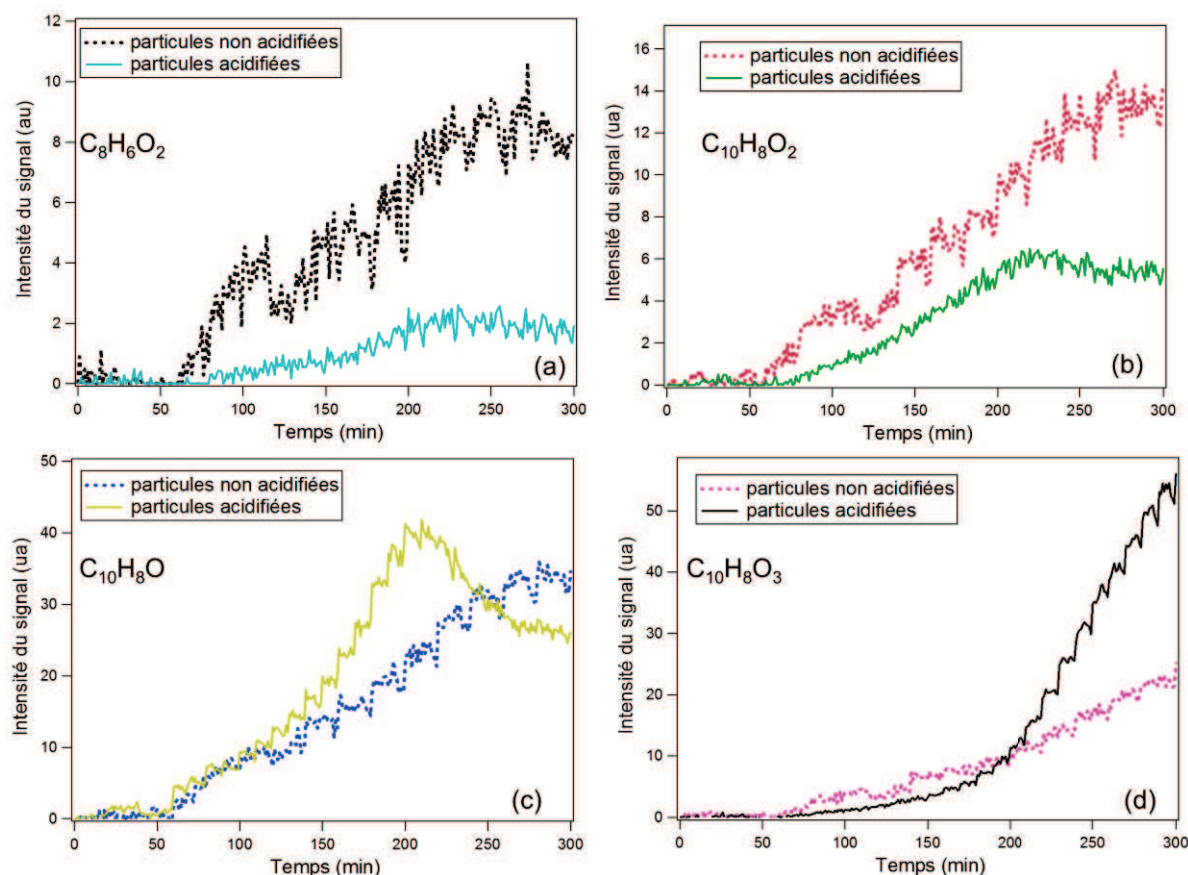 12
10
8
6
4
2
0
Intensité du signal (au)
particules non acidifiées
particules acidifiées
C8H6O2
(a)
0 50 100 150 200 250 300
Temps (min)
16
14
12
10
8
6
4
2
0
Intensité du signal (ua)
particules non acidifiées
particules acidifiées
C10H8O2
(b)
0 50 100 150 200 250 300
Temps (min)
50
40
30
20
10
0
Intensité du signal (ua)
particules non acidifiées
particules acidifiées
C10H8O
(c)
0 50 100 150 200 250 300
Temps (min)
50
40
30
20
10
0
Intensité du signal (ua)
particules non acidifiées
particules acidifiées
C10H8O3
(d)
0 50 100 150 200 250 300
Temps (min)